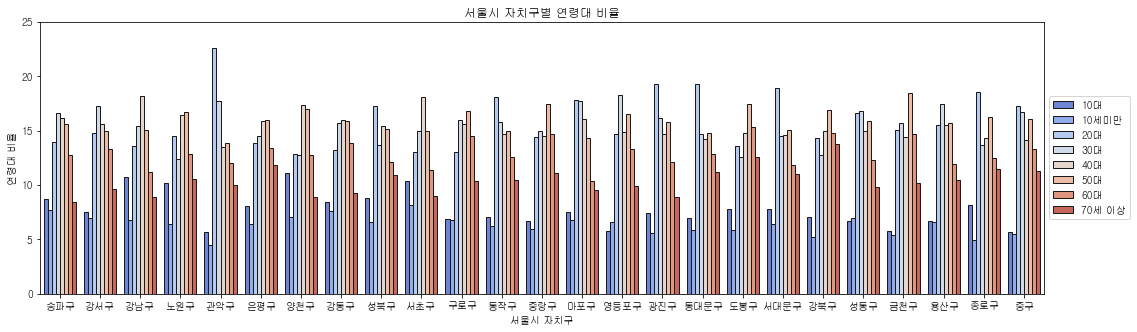 서울시 자치구별 연령대 비율
연령대 비율
25
20
15
10
5
0
송파구 강서구 강남구 노원구 관악구 은평구 양천구 강동구 성북구 서초구 구로구 동작구 중랑구 마포구 영등포구 광진구 동대문구 도봉구 서대문구 강북구 성동구 금천구 용산구 종로구 중구
서울시 자치구
10대
10세미만
20대
30대
40대
50대
60대
70세 이상